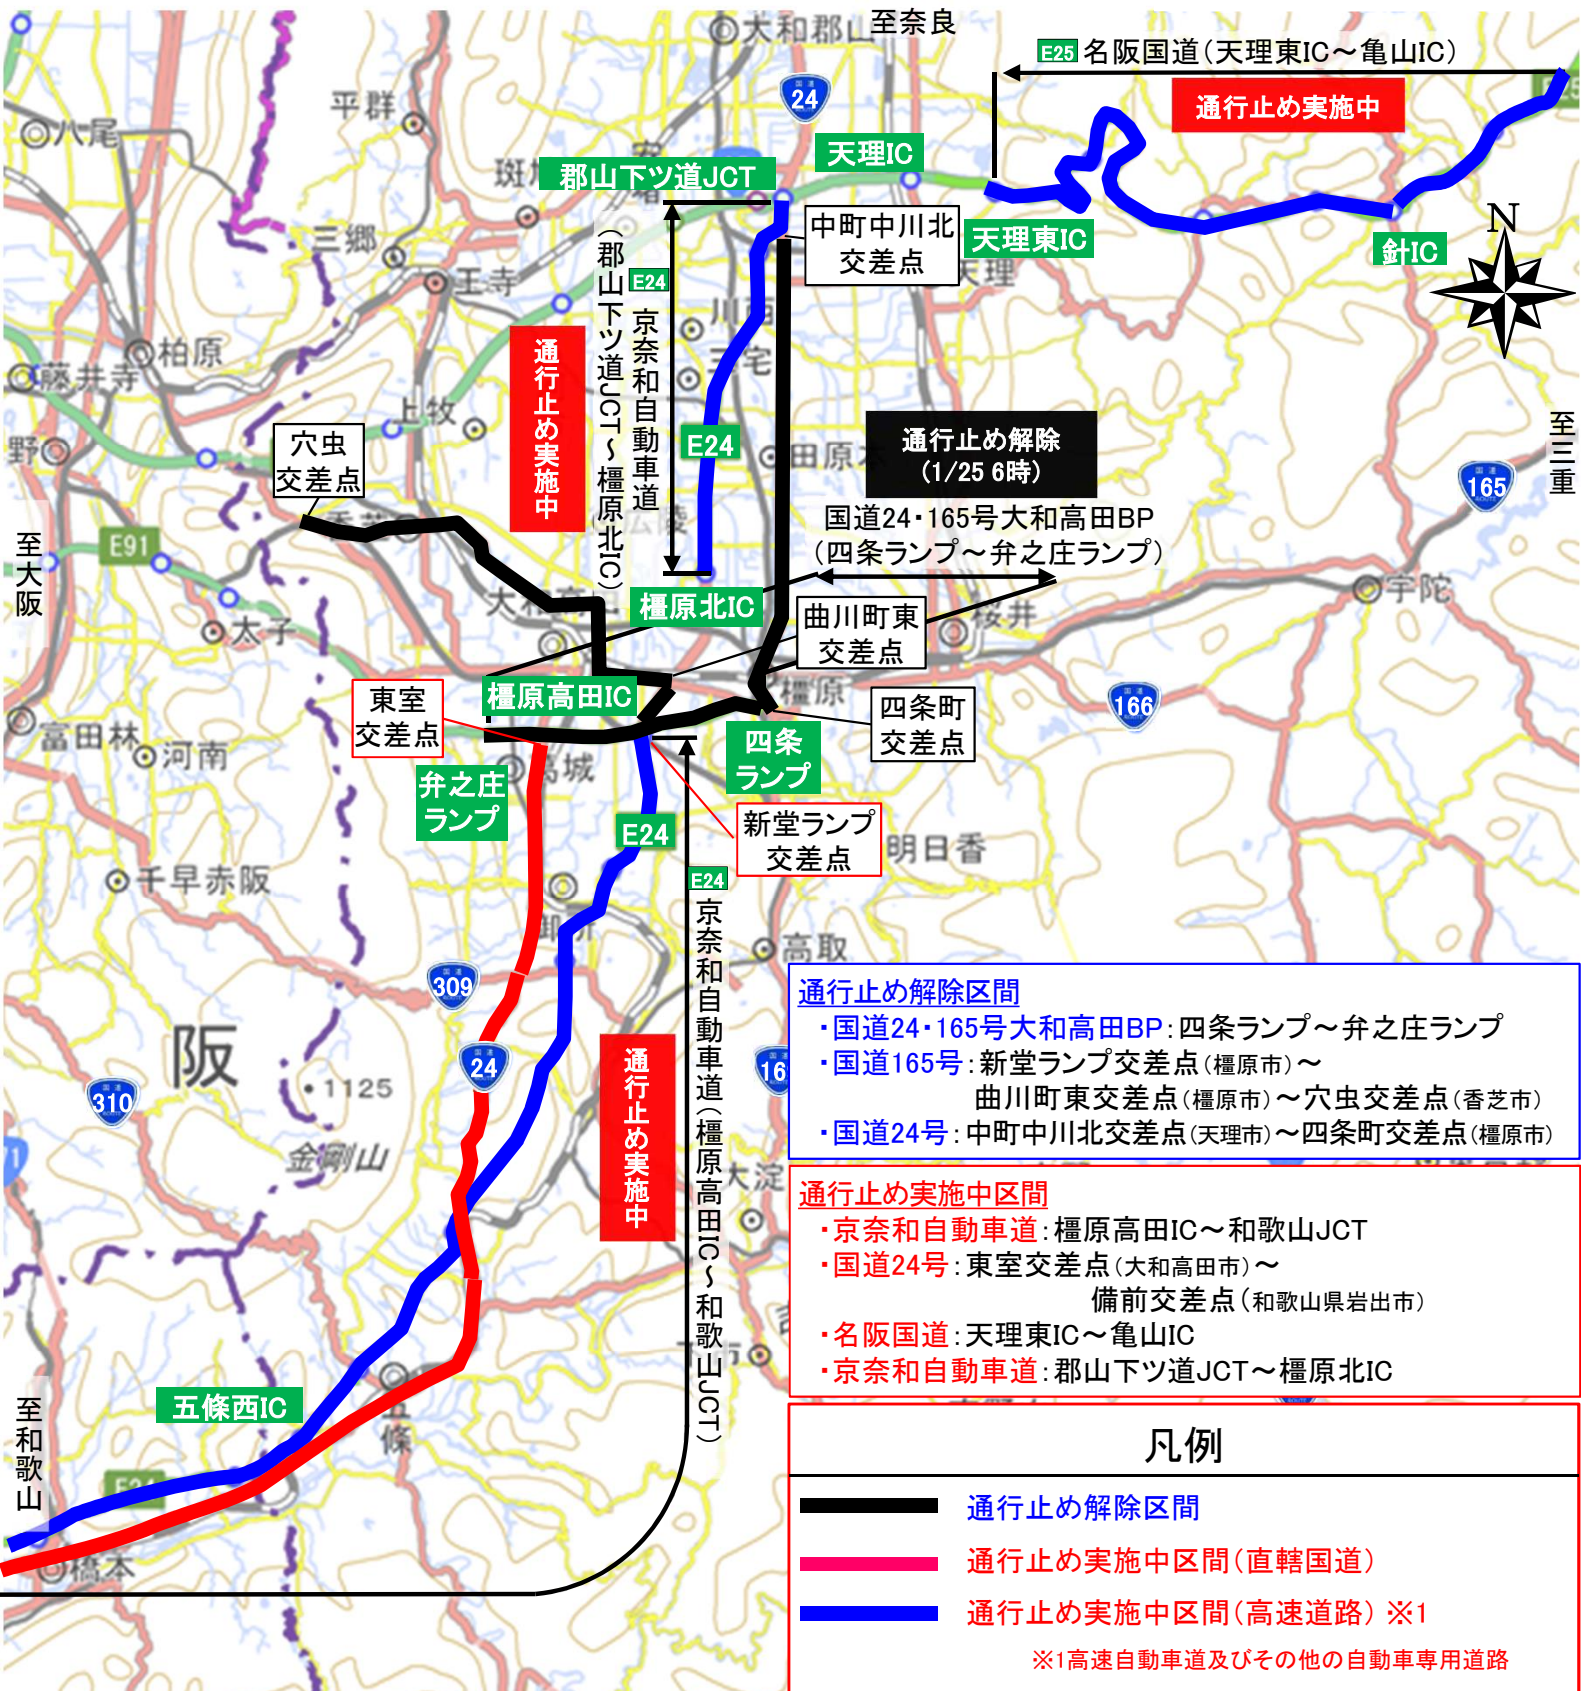 至奈良
大和郡山
E25 名阪国道(天理東IC～亀山IC)
通行止め実施中
国道
24
平群
八尾
天理IC
郡山下ツ道JCT
中町中川北
交差点
天理東IC
針IC
N
三郷
王寺
天理
E24
京奈和自動車道
(郡山下ツ道JCT～橿原北IC)
通行止め実施中
柏原
藤井寺
上牧
三宅
E24
田原本
穴虫
交差点
通行止め解除
(1/25 6時)
国道24・165号大和高田BP
(四条ランプ～弁之庄ランプ)
至三重
国道
165
至大阪
E91
太子
橿原北IC
曲川町東
交差点
桜井
宇陀
橿原高田IC
橿原
東室
交差点
四条町
交差点
国道
166
富田林
河南
葛城
四条
ランプ
弁之庄
ランプ
E24
新堂ランプ
交差点
明日香
千早赤阪
E24
京奈和自動車道(橿原高田IC～和歌山JCT)
高取
国道
309
阪
国道
24
国道
310
1125
金剛山
通行止め実施中
大淀
五條西IC
五條
至和歌山
E24
橋本
通行止め解除区間
・国道24・165号大和高田BP：四条ランプ～弁之庄ランプ
・国道165号：新堂ランプ交差点(橿原市)～
曲川町東交差点(橿原市)～穴虫交差点(香芝市)
・国道24号：中町中川北交差点(天理市)～四条町交差点(橿原市)
通行止め実施中区間
・京奈和自動車道：橿原高田IC～和歌山JCT
・国道24号：東室交差点(大和高田市)～
備前交差点(和歌山県岩出市)
・名阪国道：天理東IC～亀山IC
・京奈和自動車道：郡山下ツ道JCT～橿原北IC
凡例
通行止め解除区間
通行止め実施中区間(直轄国道)
通行止め実施中区間(高速道路) ※1
※1高速自動車道及びその他の自動車専用道路